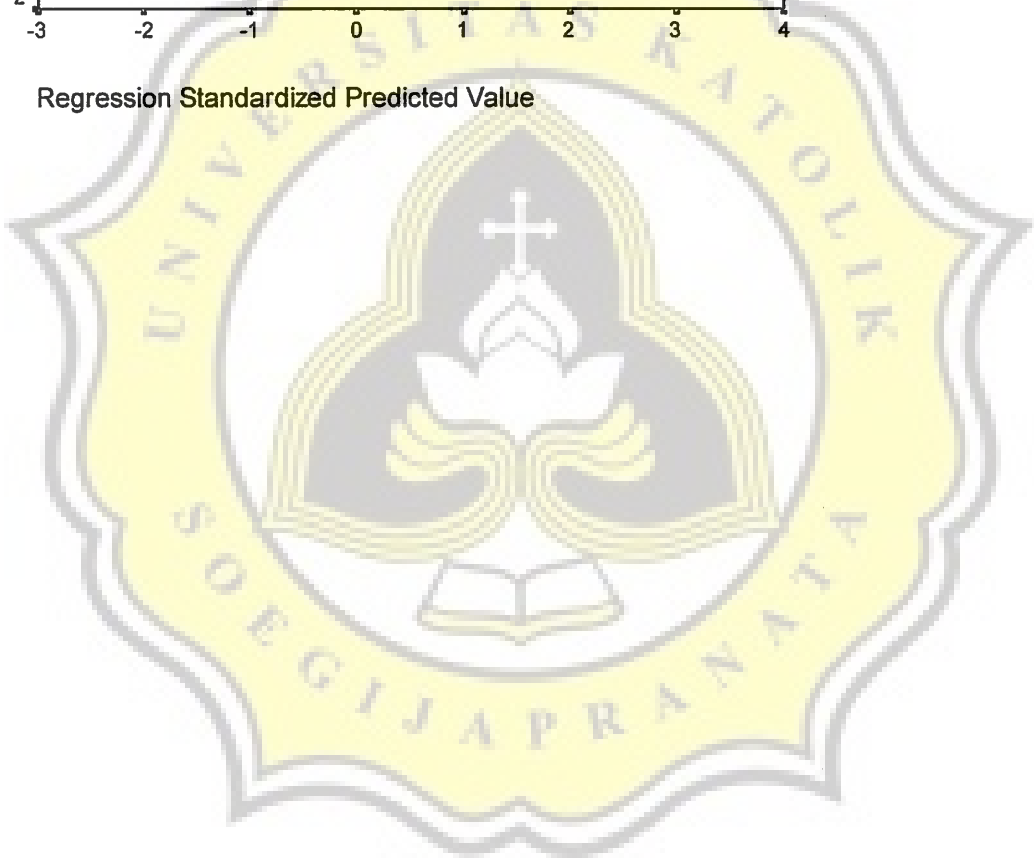 -3 -2 -1 0 1 2 3 4
Regression Standardized Predicted Value
UNIVERSITAS KATOLIK
SOEGIJAPRANATA